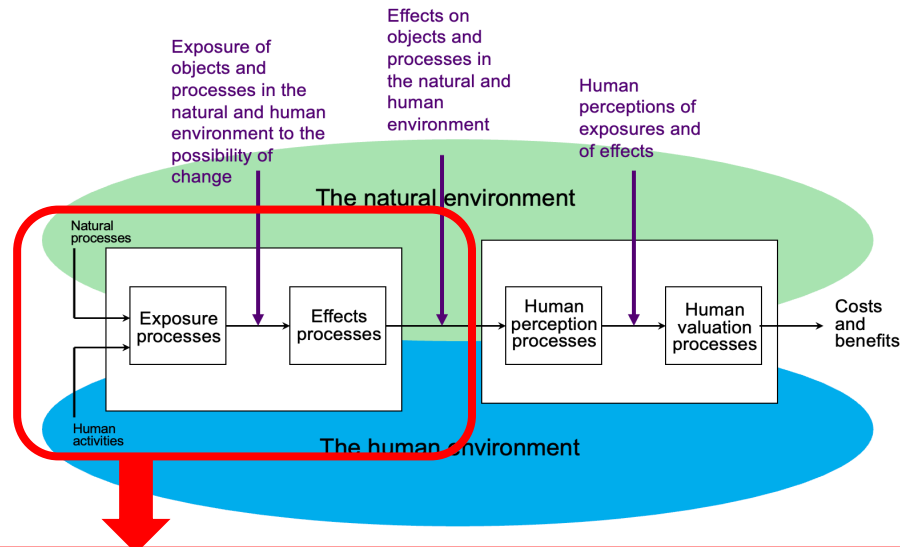 Exposure of
objects and
processes in the
natural and human
environment to the
possibility of
change
Effects on
objects and
processes in
the natural and
human
environment
Human
perceptions of
exposures and
of effects
The natural environment
Natural
processes
Exposure
processes
Effects
processes
Human
perception
processes
Human
valuation
processes
Costs
and
benefits
Human
activities
The human environment